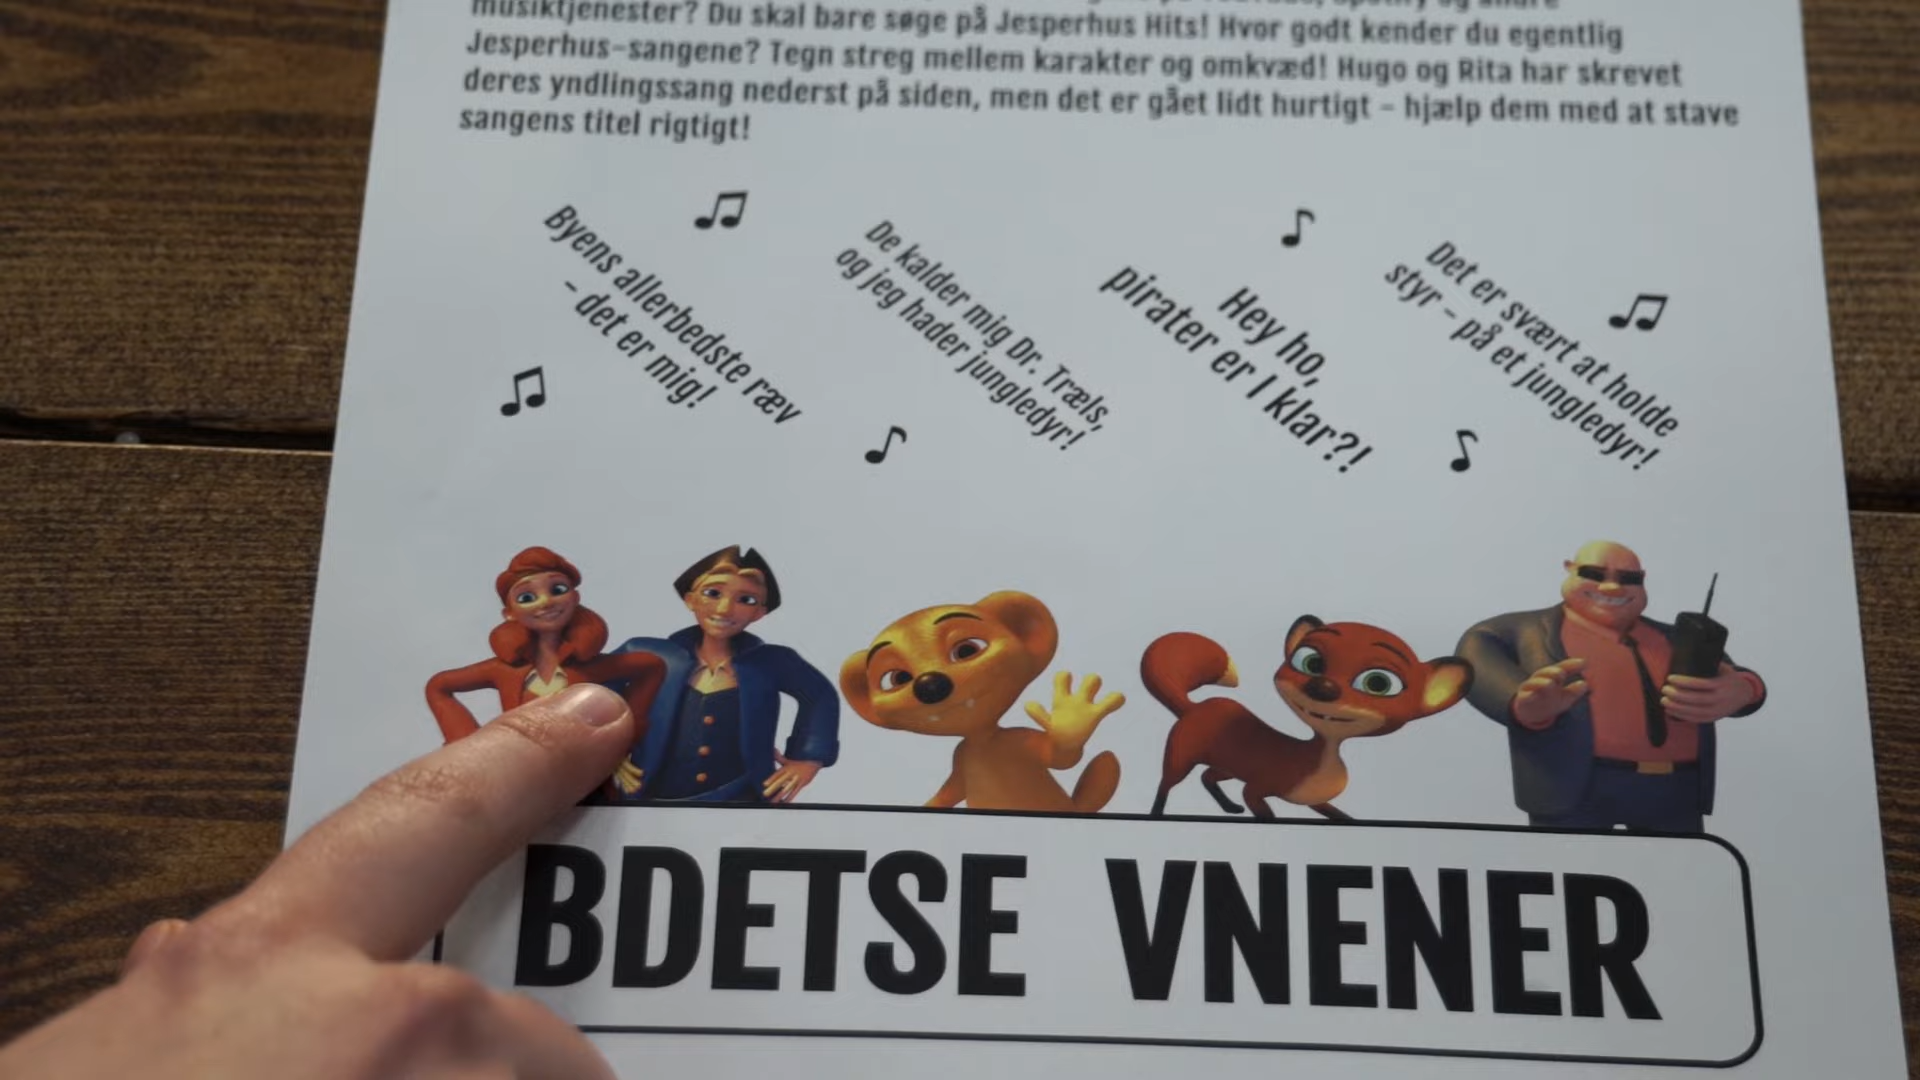 musiktjenester? Du skal bare søge på Jesperhus Hits! Hvor godt kender du egentlig
Jesperhus-sangene? Tegn streg mellem karakter og omkvæd! Hugo og Rita har skrevet
deres yndlingssang nederst på siden, men det er gået lidt hurtigt - hjælp dem med at stave
sangens titel rigtigt!
Byens allerbedste ræv
- det er mig!
De kalder mig Dr. Træls,
og jeg hader jungledyr!
Hey ho,
pirater er I klar?!
Det er svært at holde
styr - på et jungledyr!
BDETSE VNENER